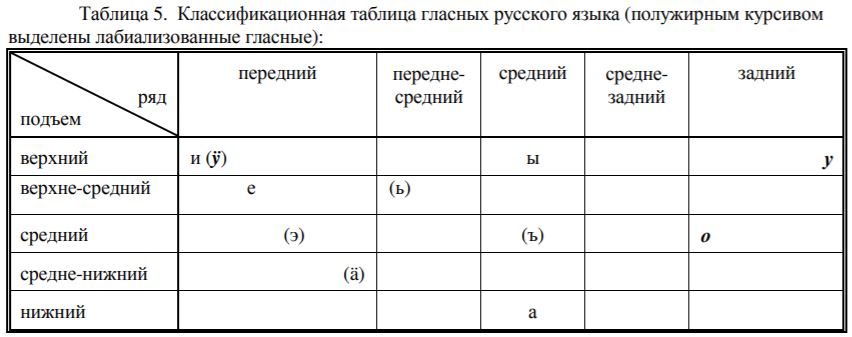 Таблица 5. Классификационная таблица гласных русского языка (полужирным курсивом
выделены лабиализованные гласные):
ряд
подъем
передний
передне-
средний
средний
средне-
задний
задний
верхний и (ӱ) ы у
верхне-средний е (ь)
средний (э) (ъ) о
средне-нижний (ӓ)
нижний а